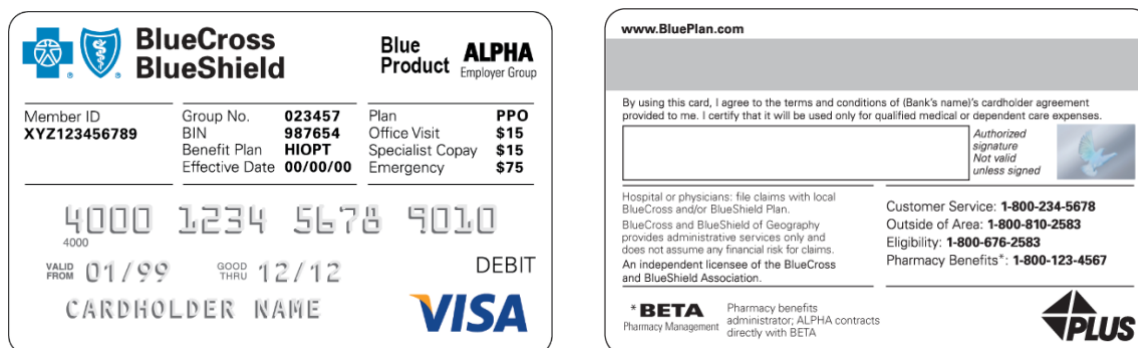 BlueCross
BlueShield
Blue
Product
ALPHA
Employer Group
Member ID
XYZ123456789
Group No. 023457
BIN 987654
Benefit Plan HIOPT
Effective Date 00/00/00
Plan PPO
Office Visit $15
Specialist Copay $15
Emergency $75
4000 1234 5678 9010
4000
VALID
FROM 01/99
GOOD
THRU 12/12
DEBIT
CARDHOLDER NAME
VISA
www.BluePlan.com
By using this card, I agree to the terms and conditions of (Bank's name)'s cardholder agreement
provided to me. I certify that it will be used only for qualified medical or dependent care expenses.
Authorized
signature
Not valid
unless signed
Hospital or physicians: file claims with local
BlueCross and/or BlueShield Plan.
BlueCross and BlueShield of Geography
provides administrative services only and
does not assume any financial risk for claims.
An independent licensee of the BlueCross
and BlueShield Association.
Customer Service: 1-800-234-5678
Outside of Area: 1-800-810-2583
Eligibility: 1-800-676-2583
Pharmacy Benefits*: 1-800-123-4567
* BETA
Pharmacy Management
Pharmacy benefits
administrator; ALPHA contracts
directly with BETA
PLUS